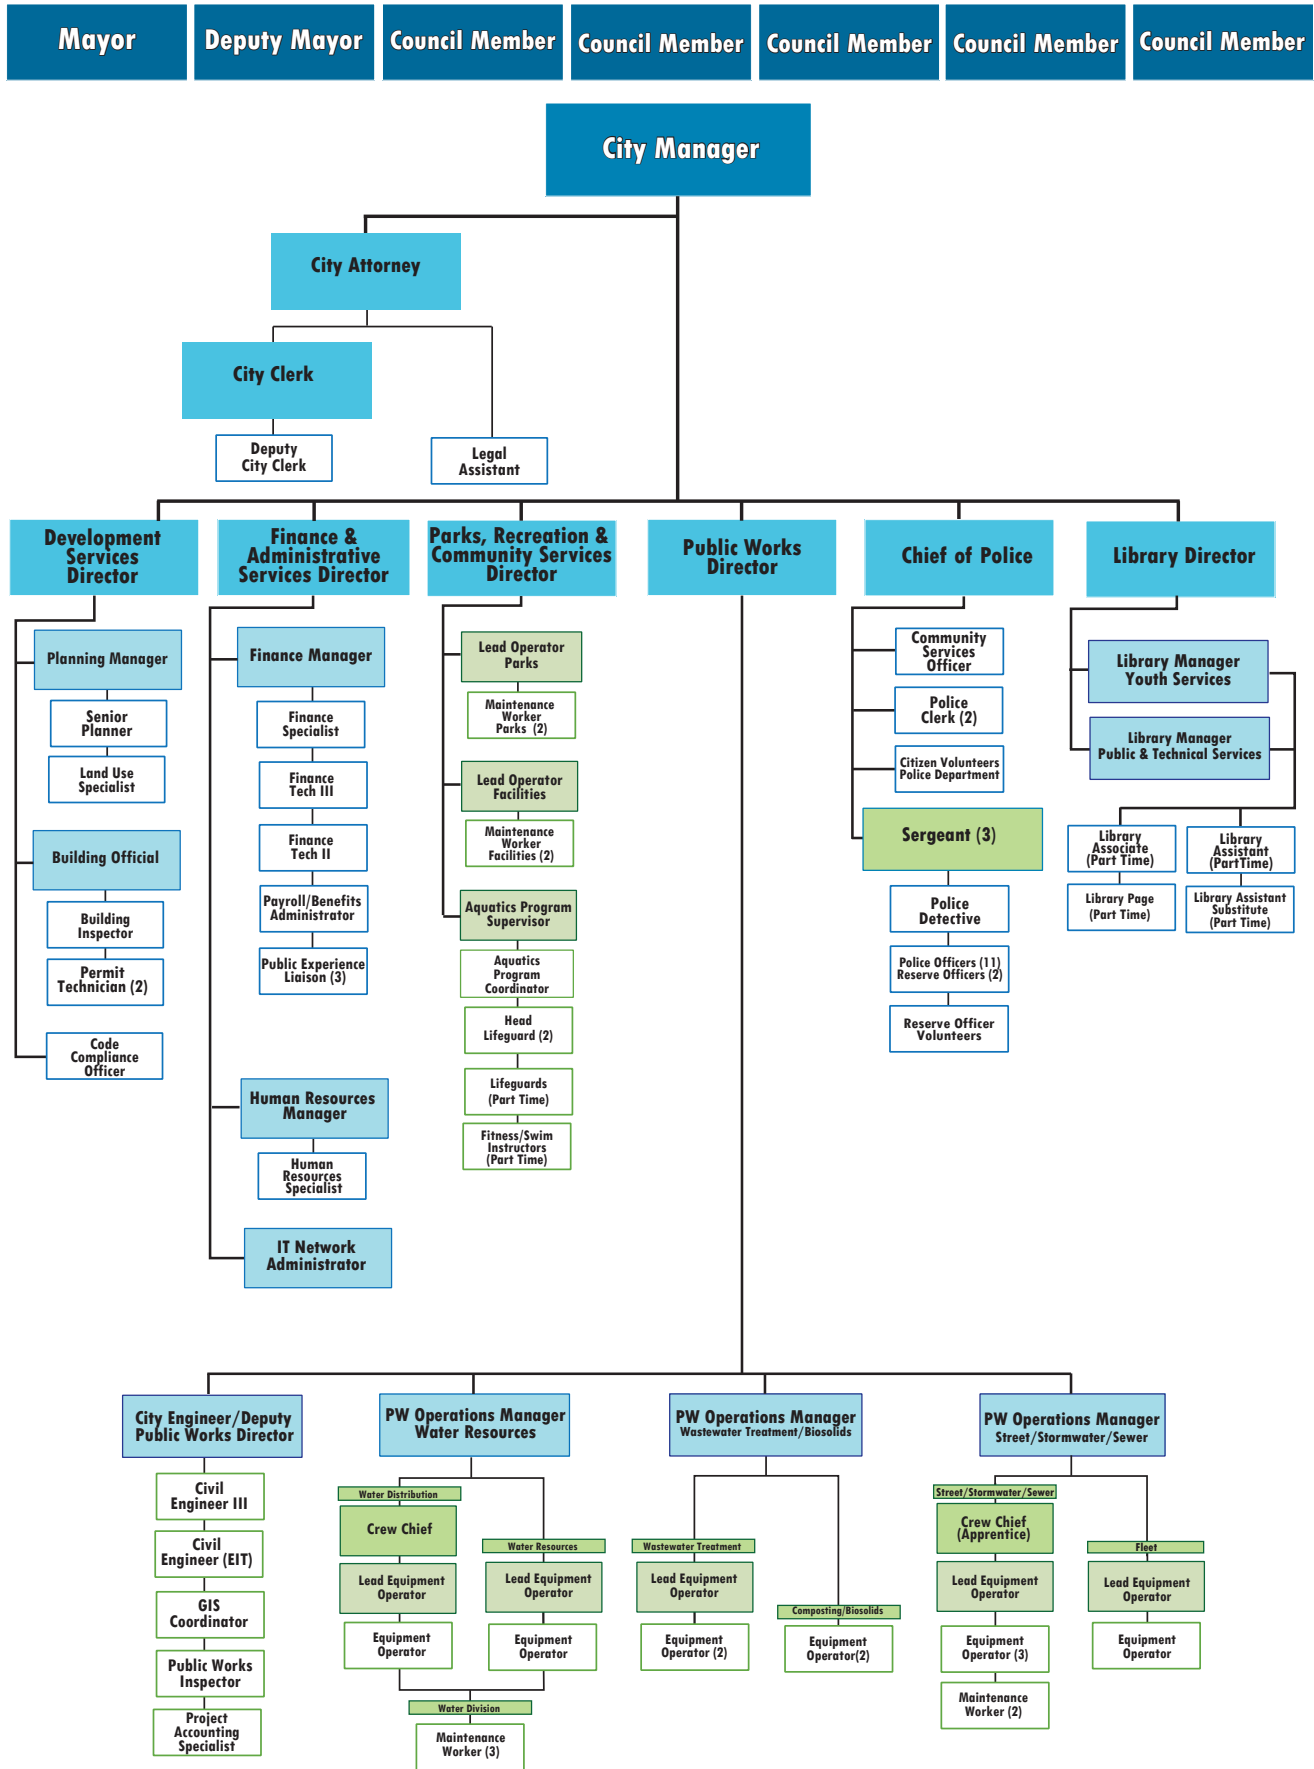 Mayor
Deputy Mayor
Council Member
Council Member
Council Member
Council Member
Council Member
City Manager
City Attorney
City Clerk
Deputy
City Clerk
Legal
Assistant
Development
Services
Director
Finance &
Administrative
Services Director
Parks, Recreation &
Community Services
Director
Public Works
Director
Chief of Police
Library Director
Planning Manager
Senior
Planner
Land Use
Specialist
Building Official
Building
Inspector
Permit
Technician (2)
Code
Compliance
Officer
Finance Manager
Finance
Specialist
Finance
Tech III
Finance
Tech II
Payroll/Benefits
Administrator
Public Experience
Liaison (3)
Human Resources
Manager
Human
Resources
Specialist
IT Network
Administrator
Lead Operator
Parks
Maintenance
Worker
Parks (2)
Lead Operator
Facilities
Maintenance
Worker
Facilities (2)
Aquatics Program
Supervisor
Aquatics
Program
Coordinator
Head
Lifeguard (2)
Lifeguards
(Part Time)
Fitness/Swim
Instructors
(Part Time)
Community
Services
Officer
Police
Clerk (2)
Citizen Volunteers
Police Department
Sergeant (3)
Police
Detective
Police Officers (11)
Reserve Officers (2)
Reserve Officer
Volunteers
Library Manager
Youth Services
Library Manager
Public & Technical Services
Library
Associate
(Part Time)
Library Page
(Part Time)
Library
Assistant
(PartTime)
Library Assistant
Substitute
(Part Time)
City Engineer/Deputy
Public Works Director
Civil
Engineer III
Civil
Engineer (EIT)
GIS
Coordinator
Public Works
Inspector
Project
Accounting
Specialist
PW Operations Manager
Water Resources
Water Distribution
Crew Chief
Lead Equipment
Operator
Equipment
Operator
Water Resources
Lead Equipment
Operator
Equipment
Operator
Water Division
Maintenance
Worker (3)
PW Operations Manager
Wastewater Treatment/Biosolids
Wastewater Treatment
Lead Equipment
Operator
Equipment
Operator (2)
Composting/Biosolids
Equipment
Operator(2)
PW Operations Manager
Street/Stormwater/Sewer
Street/Stormwater/Sewer
Crew Chief
(Apprentice)
Lead Equipment
Operator
Equipment
Operator (3)
Maintenance
Worker (2)
Fleet
Lead Equipment
Operator
Equipment
Operator